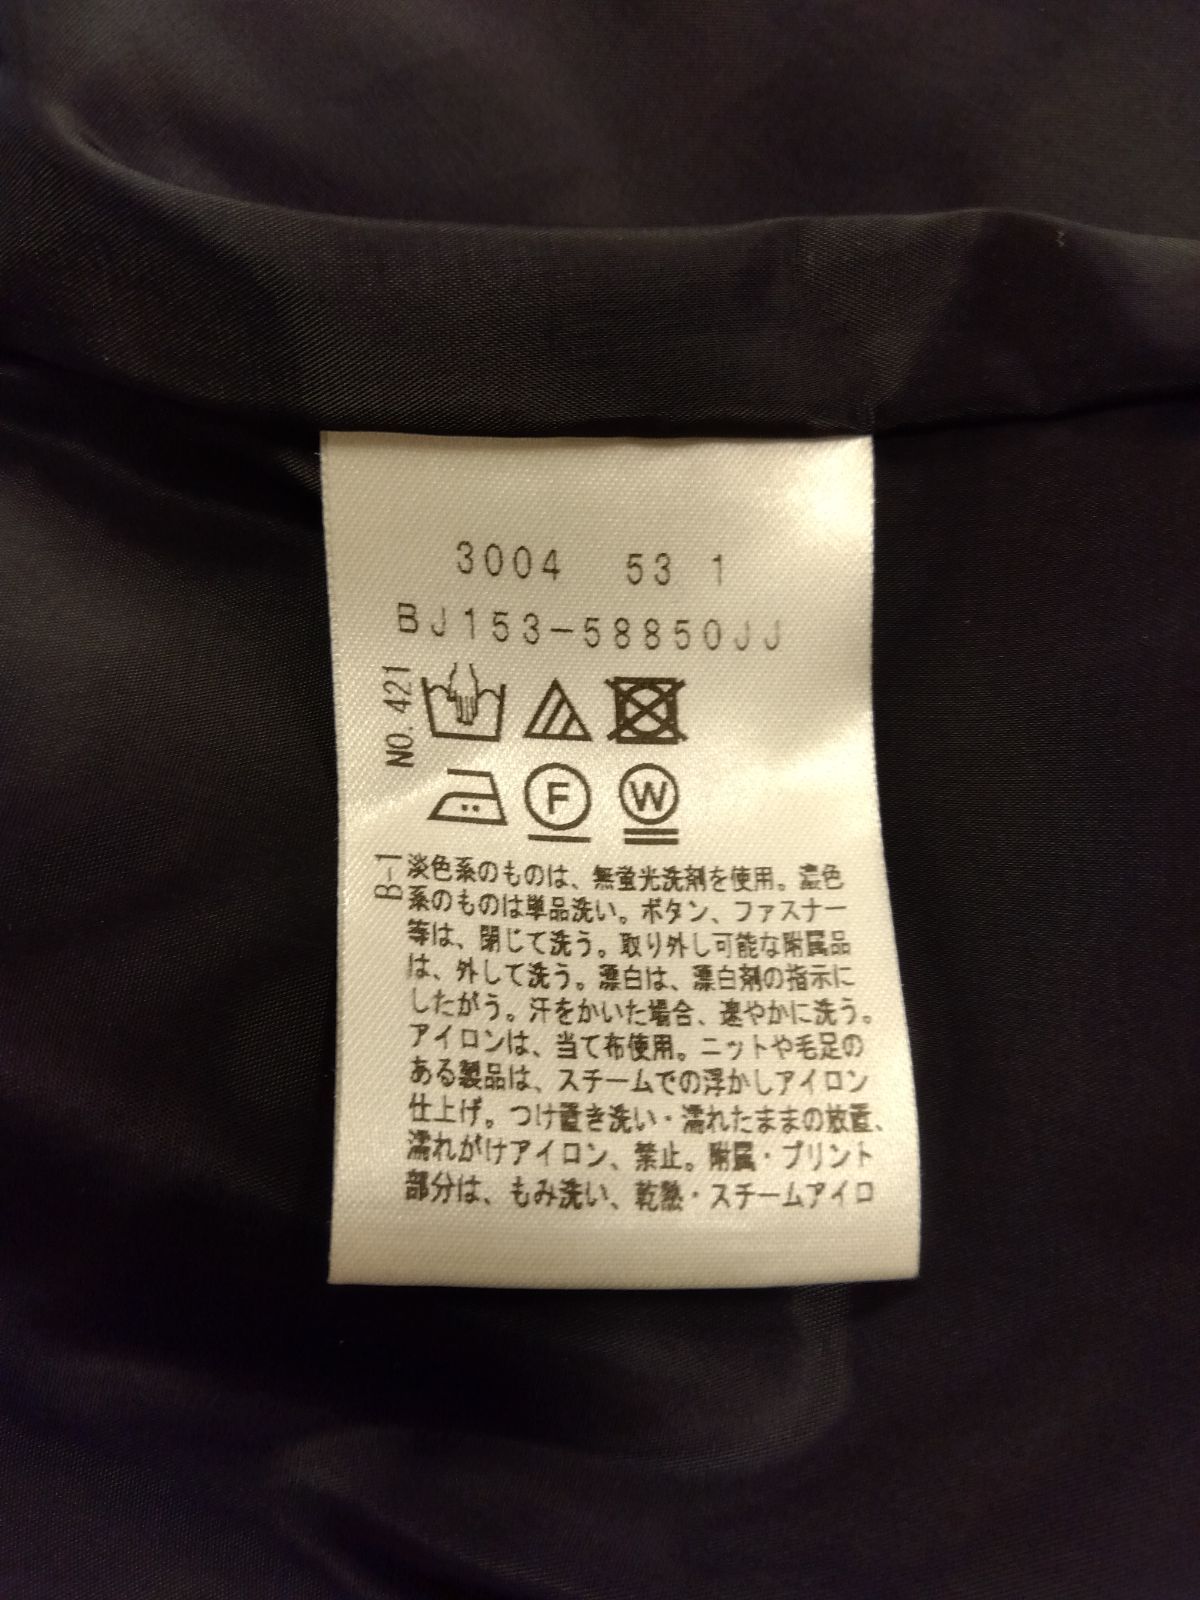 3004 53 1
BJ153-58850JJ
NO. 421
F W
B-1
淡色系のものは、無蛍光洗剤を使用。濃色
系のものは単品洗い。ボタン、ファスナー
等は、閉じて洗う。取り外し可能な附属品
は、外して洗う。漂白は、漂白剤の指示に
したがう。汗をかいた場合、速やかに洗う。
アイロンは、当て布使用。ニットや毛足の
ある製品は、スチームでの浮かしアイロン
仕上げ。つけ置き洗い・濡れたままの放置、
濡れがけアイロン、禁止。附属・プリント
部分は、もみ洗い、乾熱・スチームアイロ